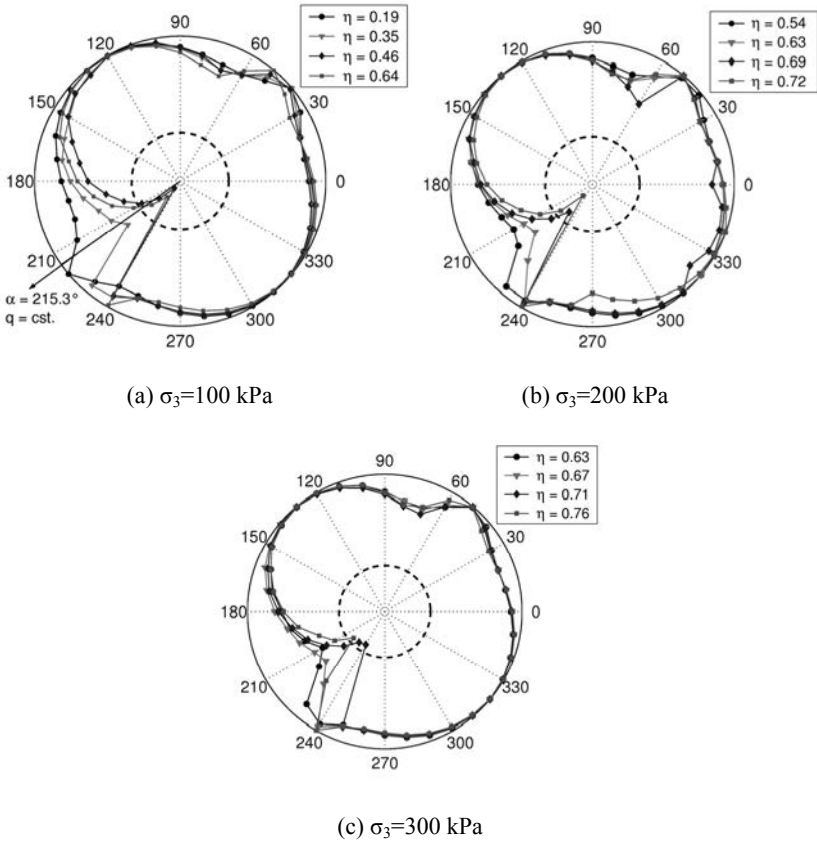 90
120
60
150
30
180
0
210
330
240
300
270
η = 0.19
η = 0.35
η = 0.46
η = 0.64
α = 215.3°
q = cst.
(a) σ₃=100 kPa
90
120
60
150
30
180
0
210
330
240
300
270
η = 0.54
η = 0.63
η = 0.69
η = 0.72
(b) σ₃=200 kPa
90
120
60
150
30
180
0
210
330
240
300
270
η = 0.63
η = 0.67
η = 0.71
η = 0.76
(c) σ₃=300 kPa